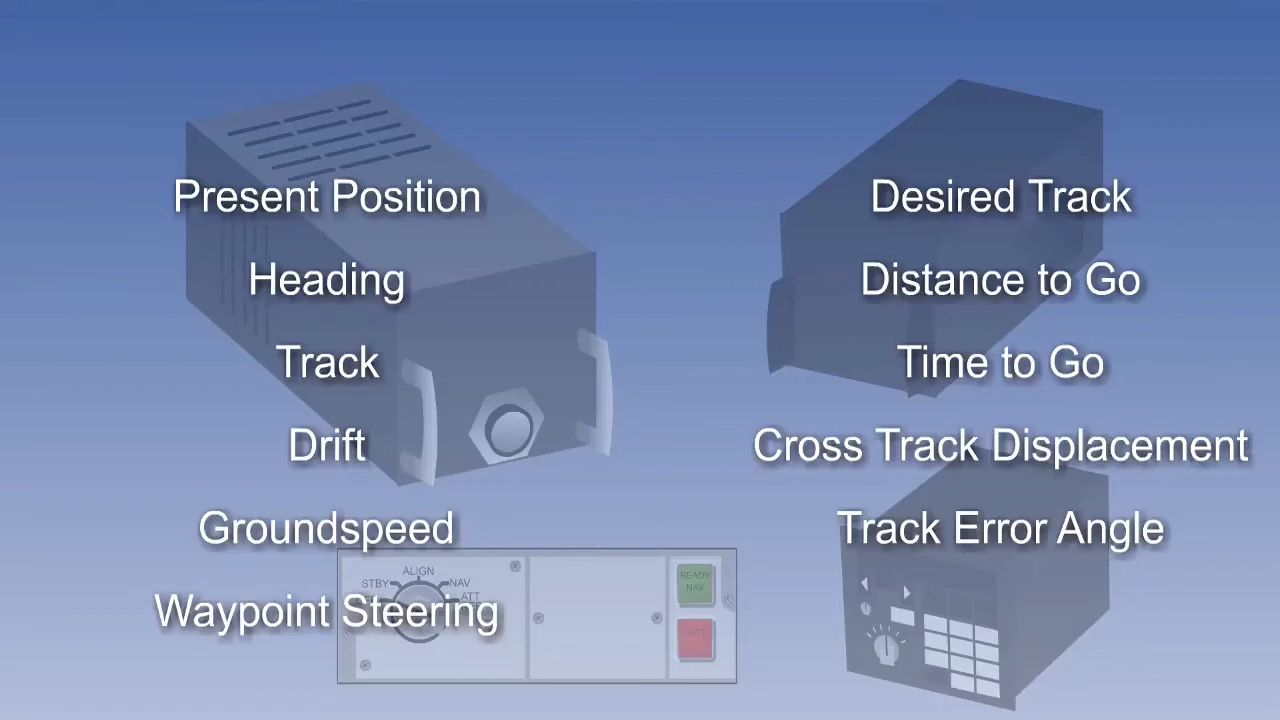 Present Position
Heading
Track
Drift
Groundspeed
Waypoint Steering
Desired Track
Distance to Go
Time to Go
Cross Track Displacement
Track Error Angle
ALIGN
STBY
NAV
ATT
READY
NAV
BATT